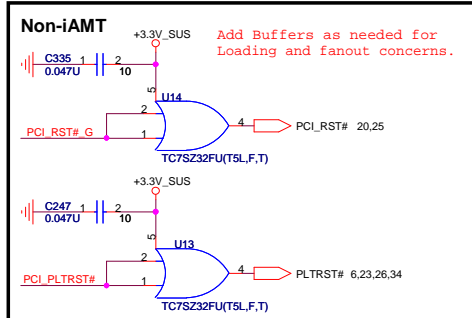 Non-iAMT
+3.3V_SUS
Add Buffers as needed for
Loading and fanout concerns.
C335 1 2
0.047U 10
5
U14
2
PCI_RST#_G 1
4 PCI_RST# 20,25
TC7SZ32FU(T5L,F,T)
+3.3V_SUS
C247 1 2
0.047U 10
5
U13
2
PCI_PLTRST# 1
4 PLTRST# 6,23,26,34
TC7SZ32FU(T5L,F,T)